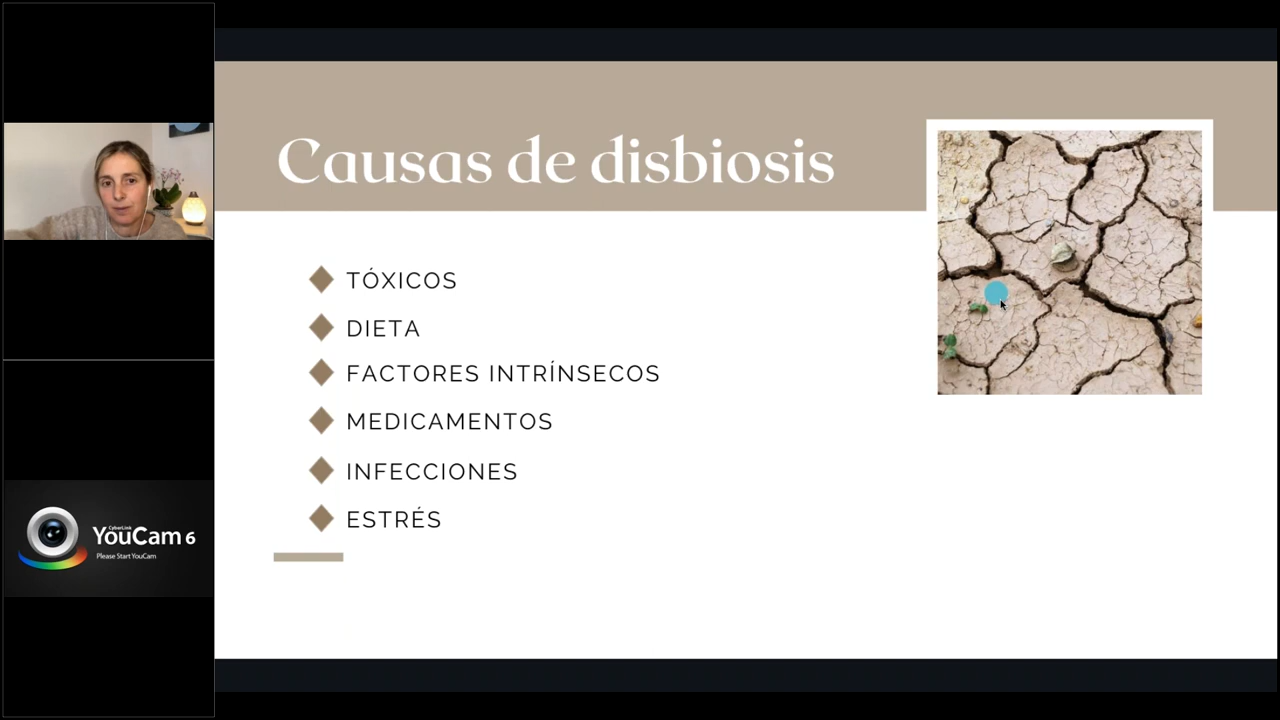 Causas de disbiosis
TÓXICOS
DIETA
FACTORES INTRÍNSECOS
MEDICAMENTOS
INFECCIONES
ESTRÉS
CyberLink
YouCam 6
Please Start YouCam